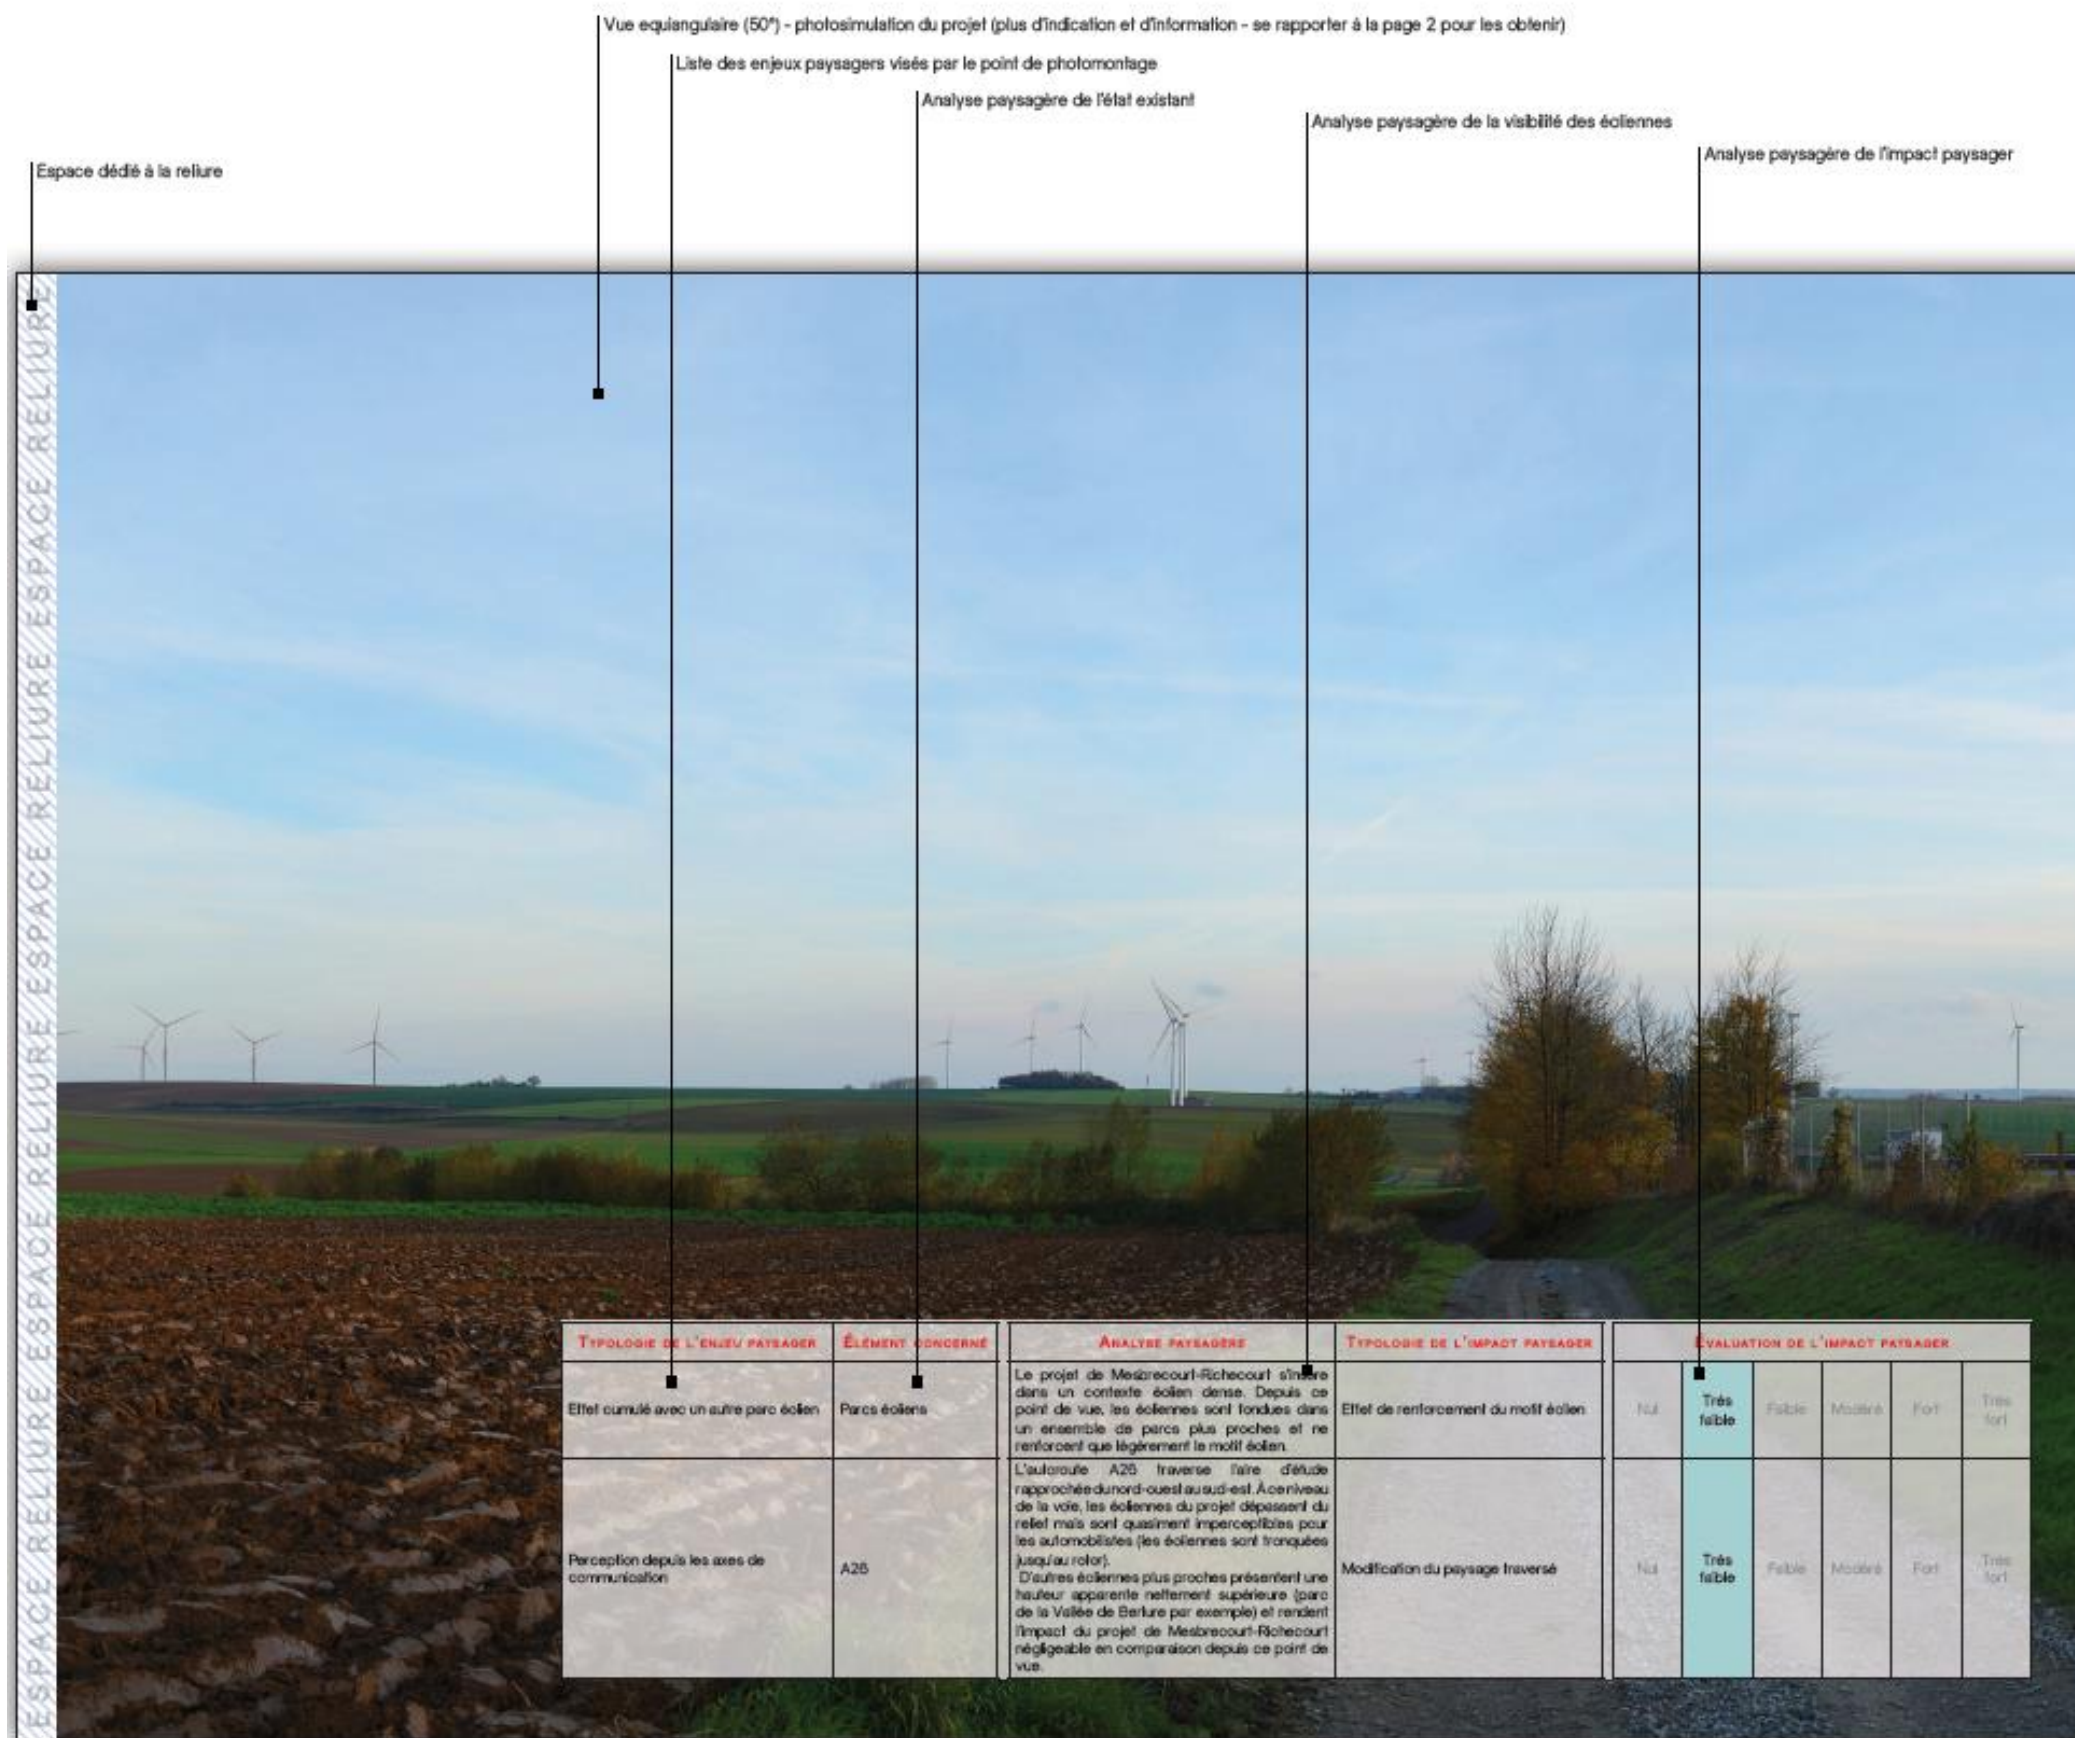 Vue equiangulaire (50°) - photosimulation du projet (plus d'indication et d'information - se rapporter à la page 2 pour les obtenir)
Liste des enjeux paysagers visés par le point de photomontage
Analyse paysagère de l'état existant
Analyse paysagère de la visibilité des éoliennes
Analyse paysagère de l'impact paysager
Espace dédié à la reliure
ESPACE RELIURE ESPACE RELIURE ESPACE RELIURE ESPACE RELIURE ESPACE RELIURE
TYPOLOGIE DE L'ENJEU PAYSAGER
ÉLÉMENT CONCERNÉ
ANALYSE PAYSAGÈRE
TYPOLOGIE DE L'IMPACT PAYSAGER
ÉVALUATION DE L'IMPACT PAYSAGER
Effet cumulé avec un autre parc éolien
Parcs éoliens
Le projet de Mesbrecourt-Richecourt s'insère
dans un contexte éolien dense. Depuis ce
point de vue, les éoliennes sont fondues dans
un ensemble de parcs plus proches et ne
renforcent que légèrement le motif éolien.
Effet de renforcement du motif éolien
Nul
Très
faible
Faible
Modéré
Fort
Très
fort
Perception depuis les axes de
communication
A26
L'autoroute A26 traverse l'aire d'étude
rapprochée du nord-ouest au sud-est. À ce niveau
de la voie, les éoliennes du projet dépassent du
relief mais sont quasiment imperceptibles pour
les automobilistes (les éoliennes sont tronquées
jusqu'au rotor).
D'autres éoliennes plus proches présentent une
hauteur apparente nettement supérieure (parc
de la Vallée de Berlure par exemple) et rendent
l'impact du projet de Mesbrecourt-Richecourt
négligeable en comparaison depuis ce point de
vue.
Modification du paysage traversé
Nul
Très
faible
Faible
Modéré
Fort
Très
fort